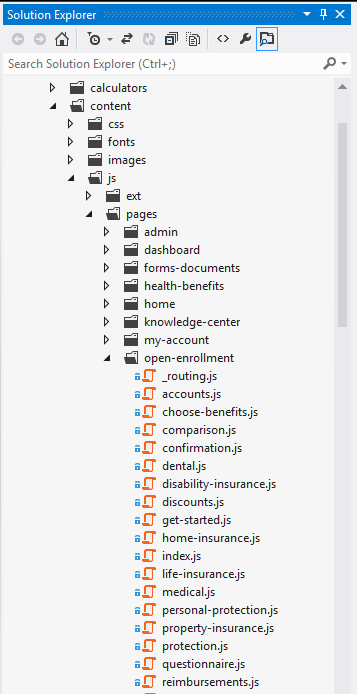 Solution Explorer
Search Solution Explorer (Ctrl+;)
calculators
content
css
fonts
images
js
ext
pages
admin
dashboard
forms-documents
health-benefits
home
knowledge-center
my-account
open-enrollment
_routing.js
accounts.js
choose-benefits.js
comparison.js
confirmation.js
dental.js
disability-insurance.js
discounts.js
get-started.js
home-insurance.js
index.js
life-insurance.js
medical.js
personal-protection.js
property-insurance.js
protection.js
questionnaire.js
reimbursements.js